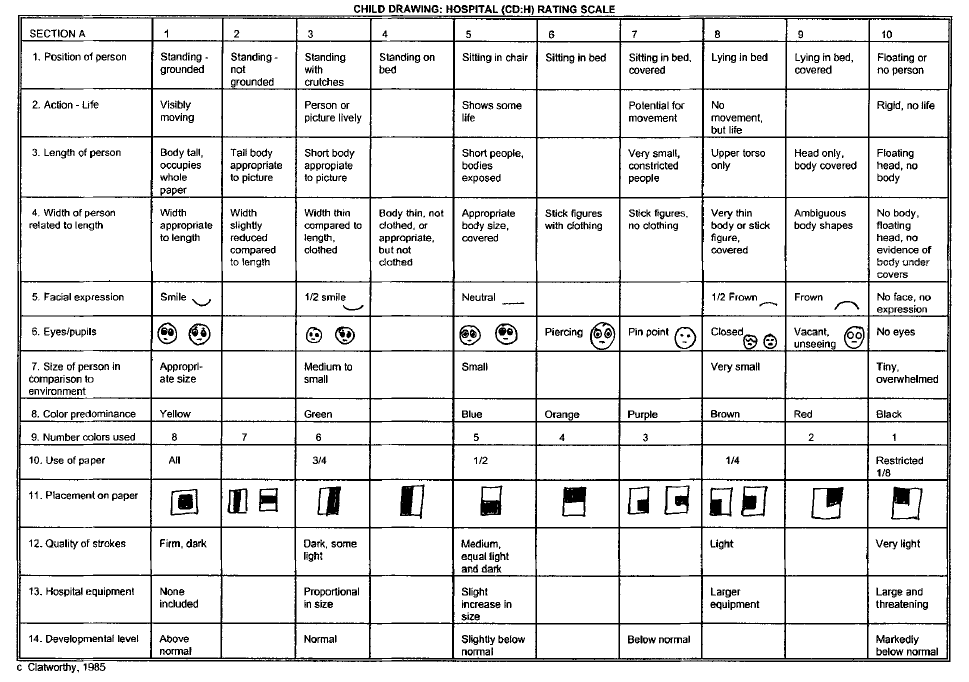 CHILD DRAWING: HOSPITAL (CD:H) RATING SCALE
SECTION A 1 2 3 4 5 6 7 8 9 10
1. Position of person
Standing -
grounded
Standing -
not
grounded
Standing
with
crutches
Standing on
bed
Sitting in chair
Sitting in bed
Sitting in bed,
covered
Lying in bed
Lying in bed,
covered
Floating or
no person
2. Action - Life
Visibly
moving
Person or
picture lively
Shows some
life
Potential for
movement
No
movement,
but life
Rigid, no life
3. Length of person
Body tall,
occupies
whole
paper
Tall body
appropriate
to picture
Short body
appropiate
to picture
Short people,
bodies
exposed
Very small,
constricted
people
Upper torso
only
Head only,
body covered
Floating
head, no
body
4. Width of person
related to length
Width
appropriate
to length
Width
slightly
reduced
compared
to length
Width thin
compared to
length,
clothed
Body thin, not
clothed, or
appropriate,
but not
clothed
Appropriate
body size,
covered
Stick figures
with clothing
Stick figures,
no clothing
Very thin
body or stick
figure,
covered
Ambiguous
body shapes
No body,
floating
head, no
evidence of
body under
covers
5. Facial expression
Smile
1/2 smile
Neutral
1/2 Frown
Frown
No face, no
expression
6. Eyes/pupils
Piercing
Pin point
Closed
Vacant,
unseeing
No eyes
7. Size of person in
comparison to
environment
Appropri-
ate size
Medium to
small
Small
Very small
Tiny,
overwhelmed
8. Color predominance
Yellow
Green
Blue
Orange
Purple
Brown
Red
Black
9. Number colors used
8
7
6
5
4
3
2
1
10. Use of paper
All
3/4
1/2
1/4
Restricted
1/8
11. Placement on paper
12. Quality of strokes
Firm, dark
Dark, some
light
Medium,
equal light
and dark
Light
Very light
13. Hospital equipment
None
included
Proportional
in size
Slight
increase in
size
Larger
equipment
Large and
threatening
14. Developmental level
Above
normal
Normal
Slightly below
normal
Below normal
Markedly
below normal
c Clatworthy, 1985